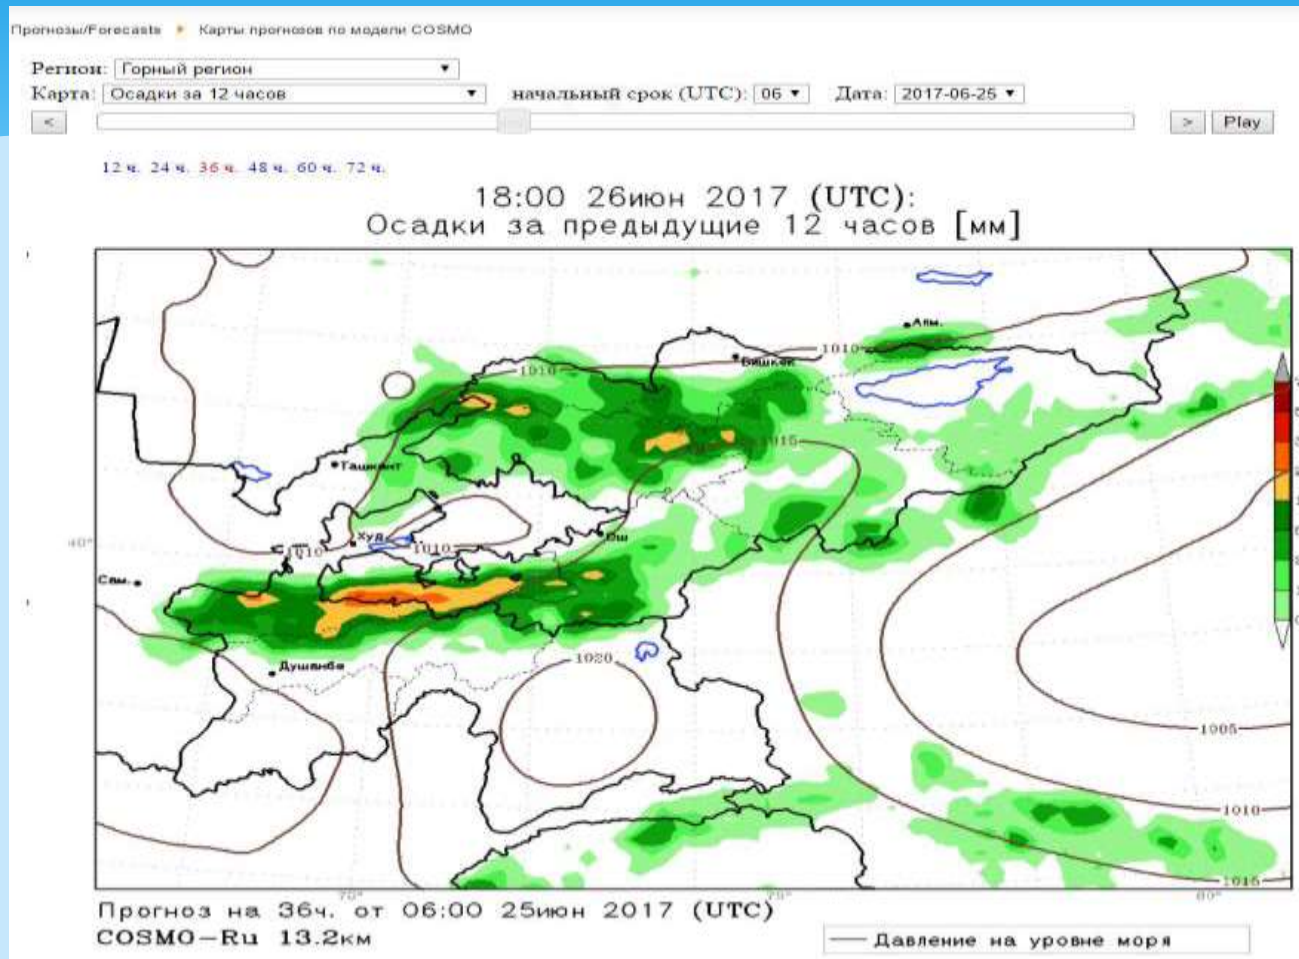 Прогнозы/Forecasts ▸ Карты прогнозов по модели COSMO
Регион: Горный регион
Карта: Осадки за 12 часов начальный срок (UTC): 06 Дата: 2017-06-25
< > Play
12 ч. 24 ч. 36 ч. 48 ч. 60 ч. 72 ч.
18:00 26июн 2017 (UTC):
Осадки за предыдущие 12 часов [мм]
Алм.
1010
Бишкек
1010
1015
Ташкент
Худ.
Ош
40°
1010
1010
Сам.
Душанбе
1020
1005
1010
1015
70°
75°
80°
Прогноз на 36ч. от 06:00 25июн 2017 (UTC)
COSMO-Ru 13.2км
Давление на уровне моря